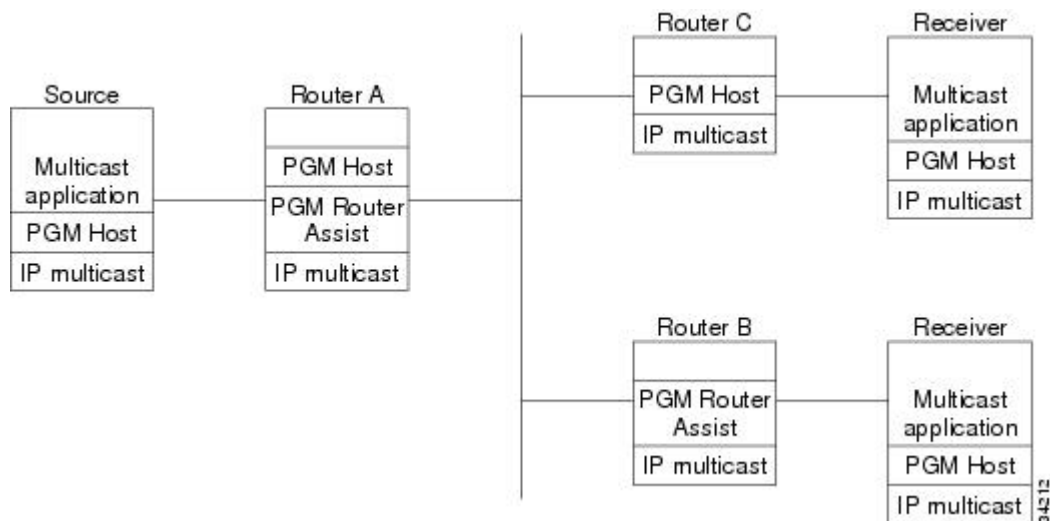 Source
Multicast
application
PGM Host
IP multicast
Router A
PGM Host
PGM Router
Assist
IP multicast
Router C
PGM Host
IP multicast
Receiver
Multicast
application
PGM Host
IP multicast
Router B
PGM Router
Assist
IP multicast
Receiver
Multicast
application
PGM Host
IP multicast
34212